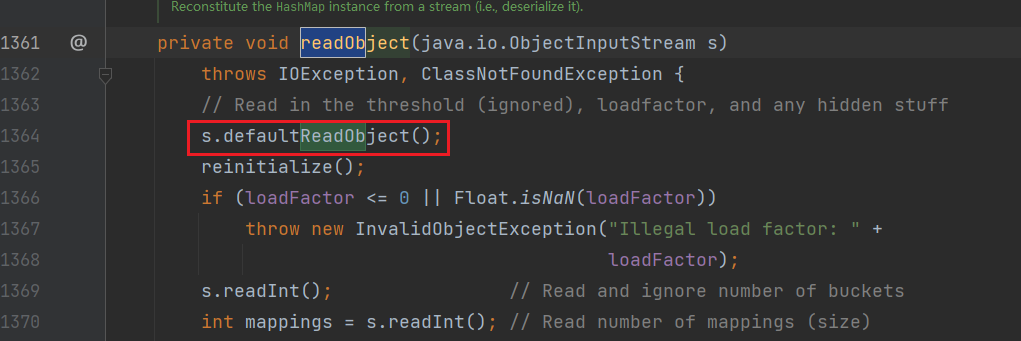 Reconstitute the HashMap instance from a stream (i.e., deserialize it).
1361 @ private void readObject(java.io.ObjectInputStream s)
1362 throws IOException, ClassNotFoundException {
1363 // Read in the threshold (ignored), loadfactor, and any hidden stuff
1364 s.defaultReadObject();
1365 reinitialize();
1366 if (loadFactor <= 0 || Float.isNaN(loadFactor))
1367 throw new InvalidObjectException("Illegal load factor: " +
1368 loadFactor);
1369 s.readInt(); // Read and ignore number of buckets
1370 int mappings = s.readInt(); // Read number of mappings (size)